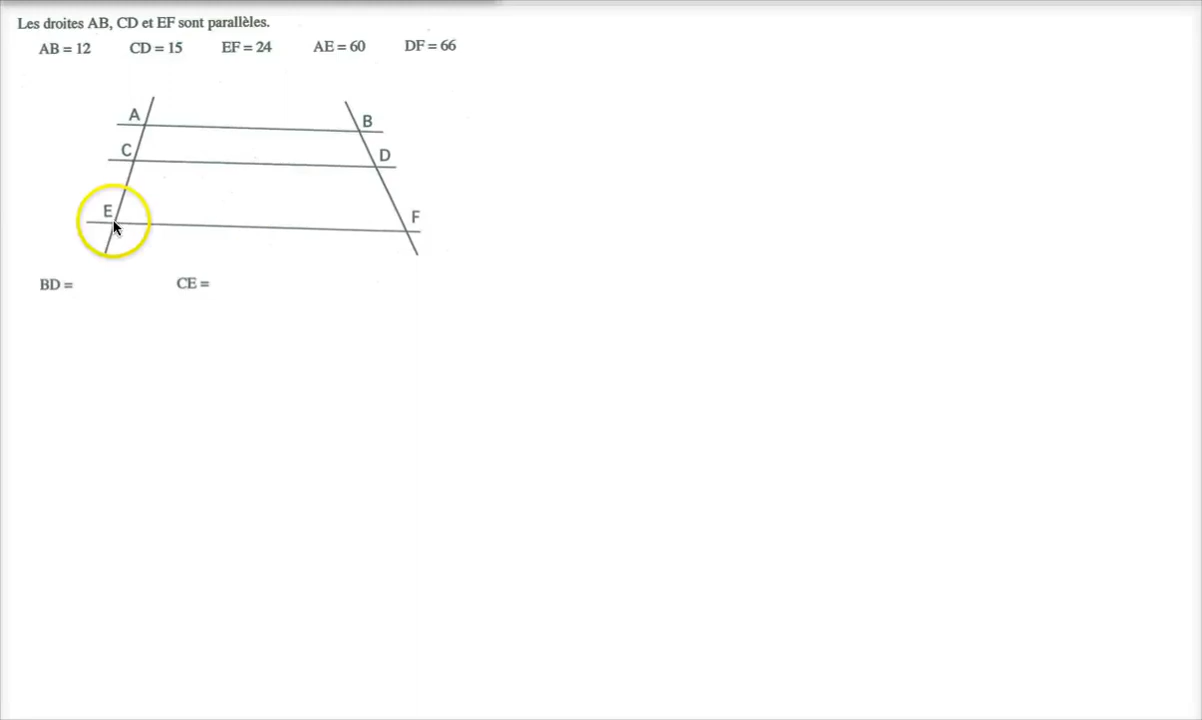 Les droites AB, CD et EF sont parallèles.
AB = 12 CD = 15 EF = 24 AE = 60 DF = 66
A B
C D
E F
BD = CE =